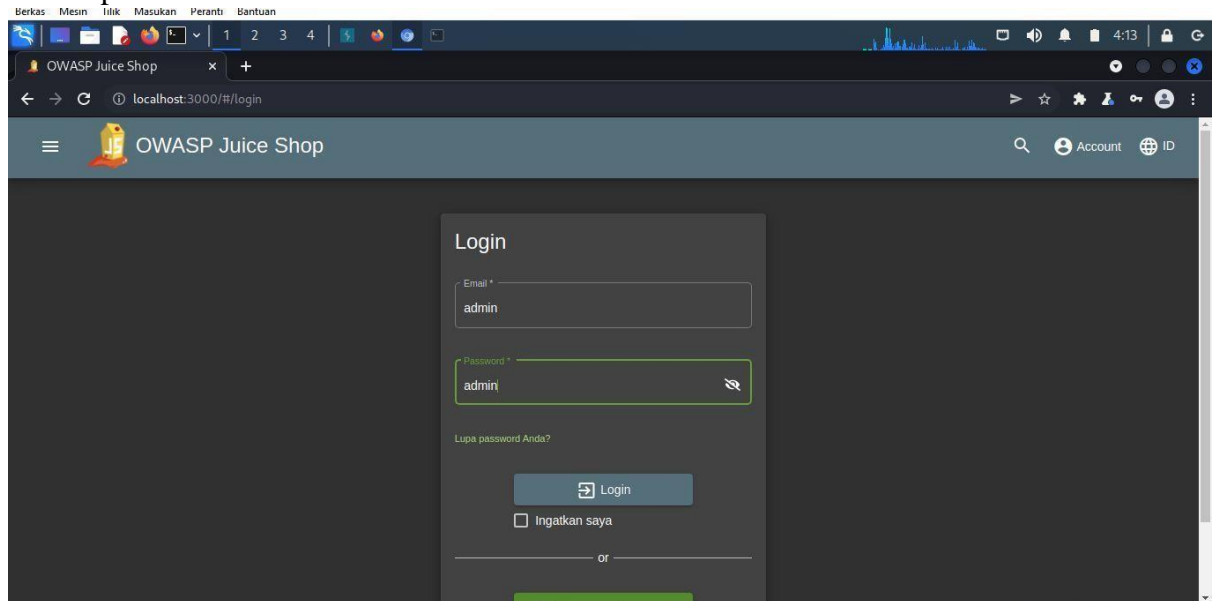 Berkas Mesin Tilik Masukan Peranti Bantuan
1 2 3 4 4:13
OWASP Juice Shop
localhost:3000/#/login
OWASP Juice Shop Account ID
Login
Email *
admin
Password *
admin
Lupa password Anda?
Login
Ingatkan saya
or